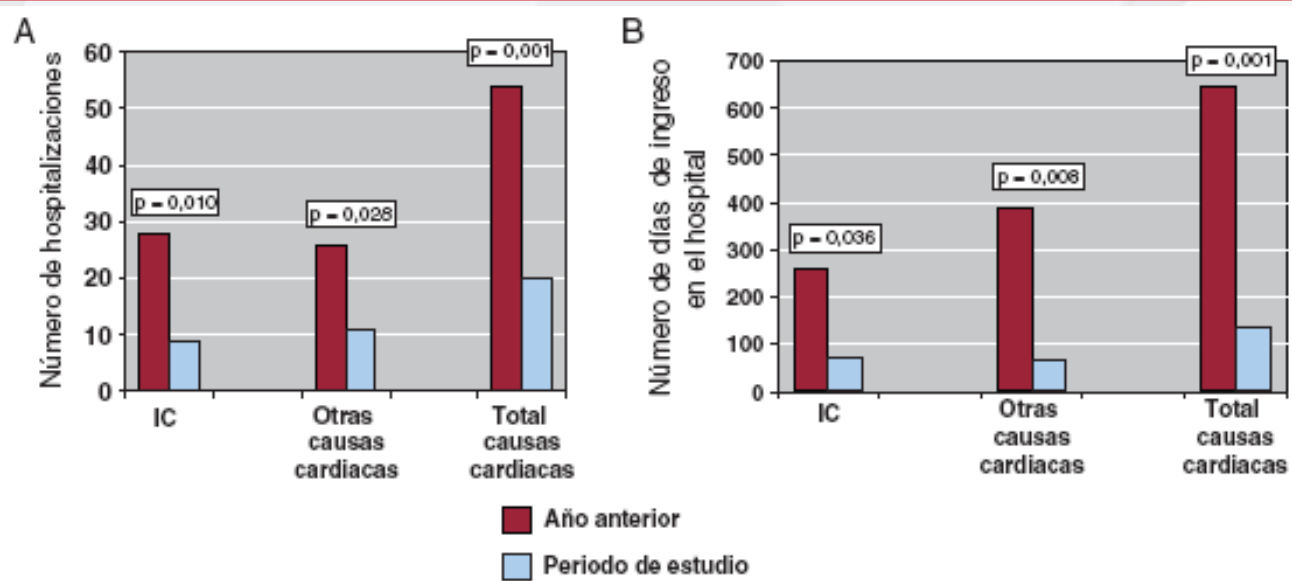 A
Número de hospitalizaciones
60
50
40
30
20
10
0
p = 0,010
p = 0,028
p = 0,001
IC
Otras
causas
cardiacas
Total
causas
cardiacas
B
Número de días de ingreso
en el hospital
700
600
500
400
300
200
100
0
p = 0,036
p = 0,008
p = 0,001
IC
Otras
causas
cardiacas
Total
causas
cardiacas
Año anterior
Periodo de estudio